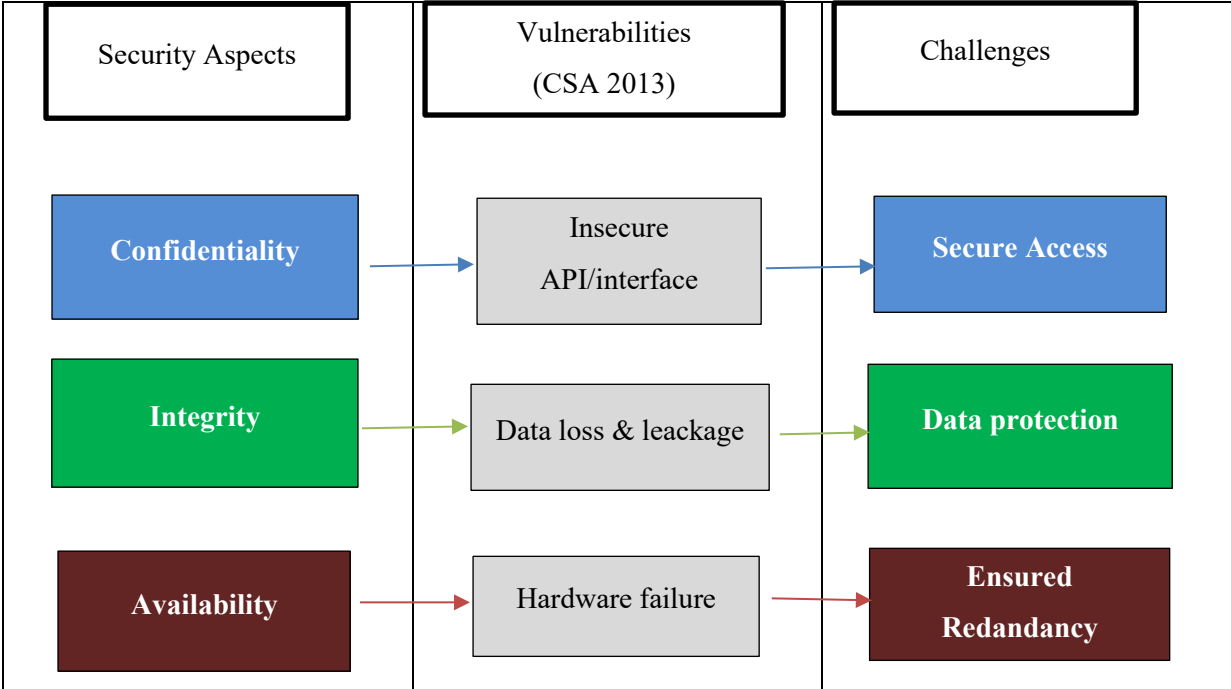 Security Aspects
Vulnerabilities
(CSA 2013)
Challenges
Confidentiality
Insecure
API/interface
Secure Access
Integrity
Data loss & leackage
Data protection
Availability
Hardware failure
Ensured
Redandancy